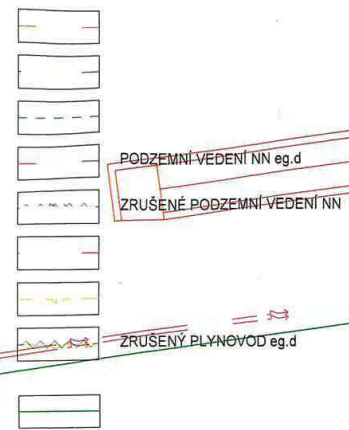 PODZEMNÍ VEDENÍ NN eg.d
ZRUŠENÉ PODZEMNÍ VEDENÍ NN
ZRUŠENÝ PLYNOVOD eg.d